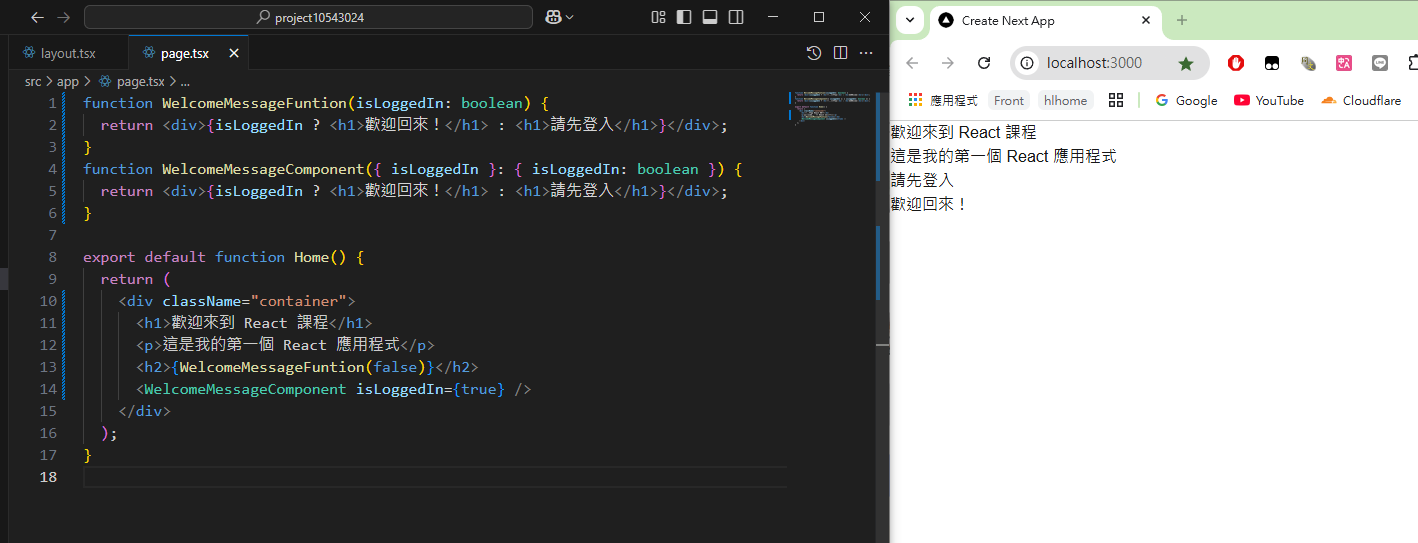 project10543024
layout.tsx
page.tsx
src > app > page.tsx > ...
1 function WelcomeMessageFuntion(isLoggedIn: boolean) {
2 return <div>{isLoggedIn ? <h1>歡迎回來！</h1> : <h1>請先登入</h1>}</div>;
3 }
4 function WelcomeMessageComponent({ isLoggedIn }: { isLoggedIn: boolean }) {
5 return <div>{isLoggedIn ? <h1>歡迎回來！</h1> : <h1>請先登入</h1>}</div>;
6 }
7
8 export default function Home() {
9 return (
10 <div className="container">
11 <h1>歡迎來到 React 課程</h1>
12 <p>這是我的第一個 React 應用程式</p>
13 <h2>{WelcomeMessageFuntion(false)}</h2>
14 <WelcomeMessageComponent isLoggedIn={true} />
15 </div>
16 );
17 }
18
Create Next App
localhost:3000
應用程式 Front hlhome Google YouTube Cloudflare
歡迎來到 React 課程
這是我的第一個 React 應用程式
請先登入
歡迎回來！